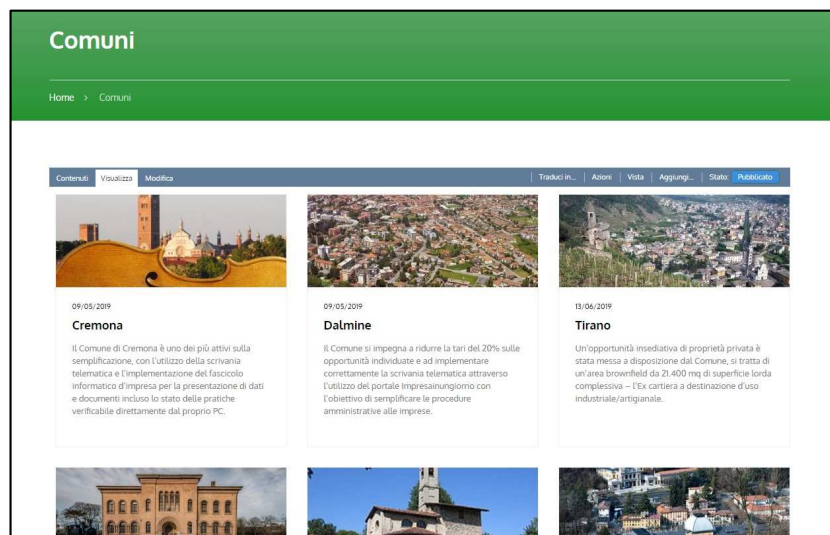 Comuni
Home > Comuni
Contenuti Visualizza Modifica Traduci in... Azioni Vista Aggiungi... Stato: Pubblicato
09/05/2019
Cremona
Il Comune di Cremona è uno dei più attivi sulla
semplificazione, con l'utilizzo della scrivania
telematica e l'implementazione del fascicolo
informatico d'impresa per la presentazione di dati
e documenti incluso lo stato delle pratiche
verificabile direttamente dal proprio PC.
09/05/2019
Dalmine
Il Comune si impegna a ridurre la tari del 20% sulle
opportunità individuate e ad implementare
correttamente la scrivania telematica attraverso
l'utilizzo del portale Impresainungiorno con
l'obiettivo di semplificare le procedure
amministrative alle imprese.
13/06/2019
Tirano
Un'opportunità insediativa di proprietà privata è
stata messa a disposizione dal Comune, si tratta di
un'area brownfield da 21.400 mq di superficie lorda
complessiva – l'Ex cartiera a destinazione d'uso
industriale/artigianale.